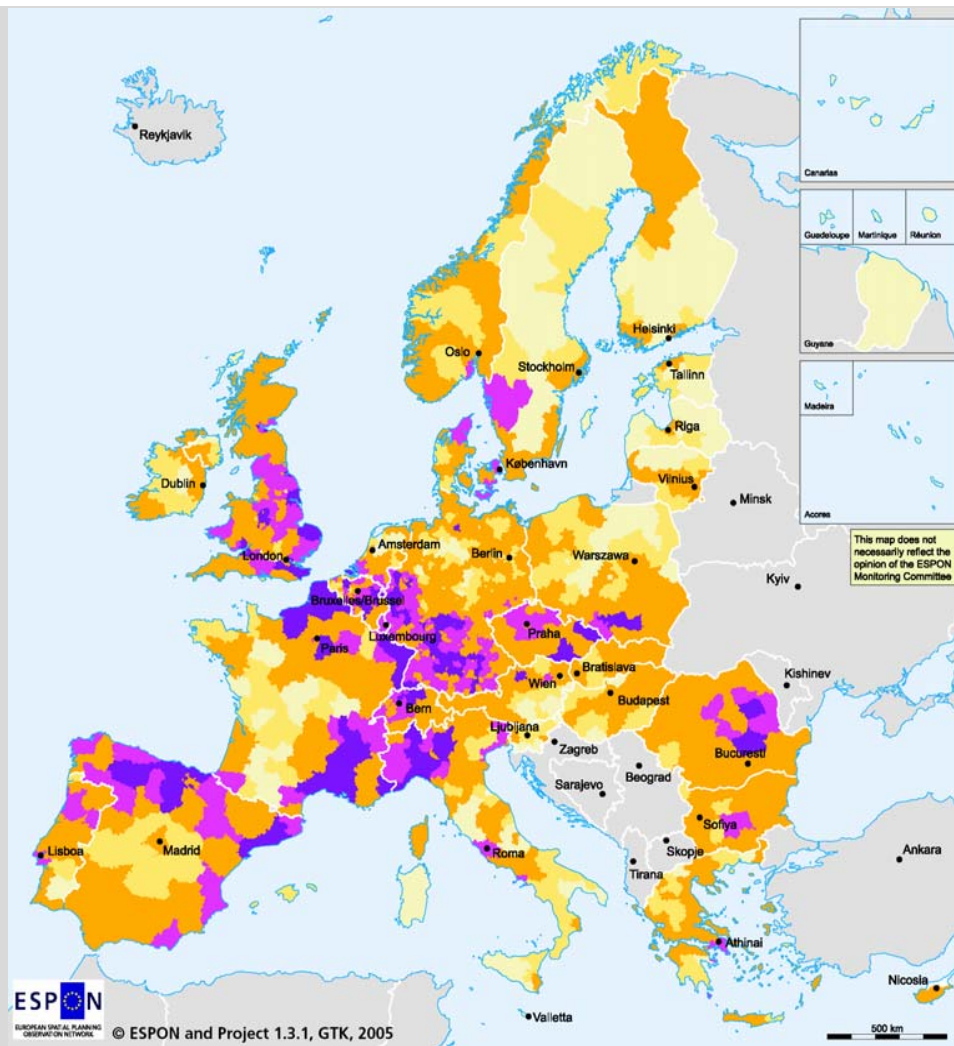 Reykjavik
Canarias
Guadeloupe
Martinique
Réunion
Guyane
Madeira
Acores
Helsinki
Oslo
Stockholm
Tallinn
Riga
København
Dublin
Vilnius
Minsk
London
Amsterdam
Berlin
Warszawa
This map does not
necessarily reflect the
opinion of the ESPON
Monitoring Committee
Kyiv
Bruxelles/Brussel
Luxembourg
Praha
Paris
Kishinev
Wien
Bratislava
Budapest
Bern
Ljubljana
Zagreb
Bucuresti
Beograd
Sarajevo
Sofiya
Skopje
Tirana
Roma
Madrid
Lisboa
Ankara
Athinai
Nicosia
Valletta
ESPON
EUROPEAN SPATIAL PLANNING
OBSERVATION NETWORK
© ESPON and Project 1.3.1, GTK, 2005
500 km